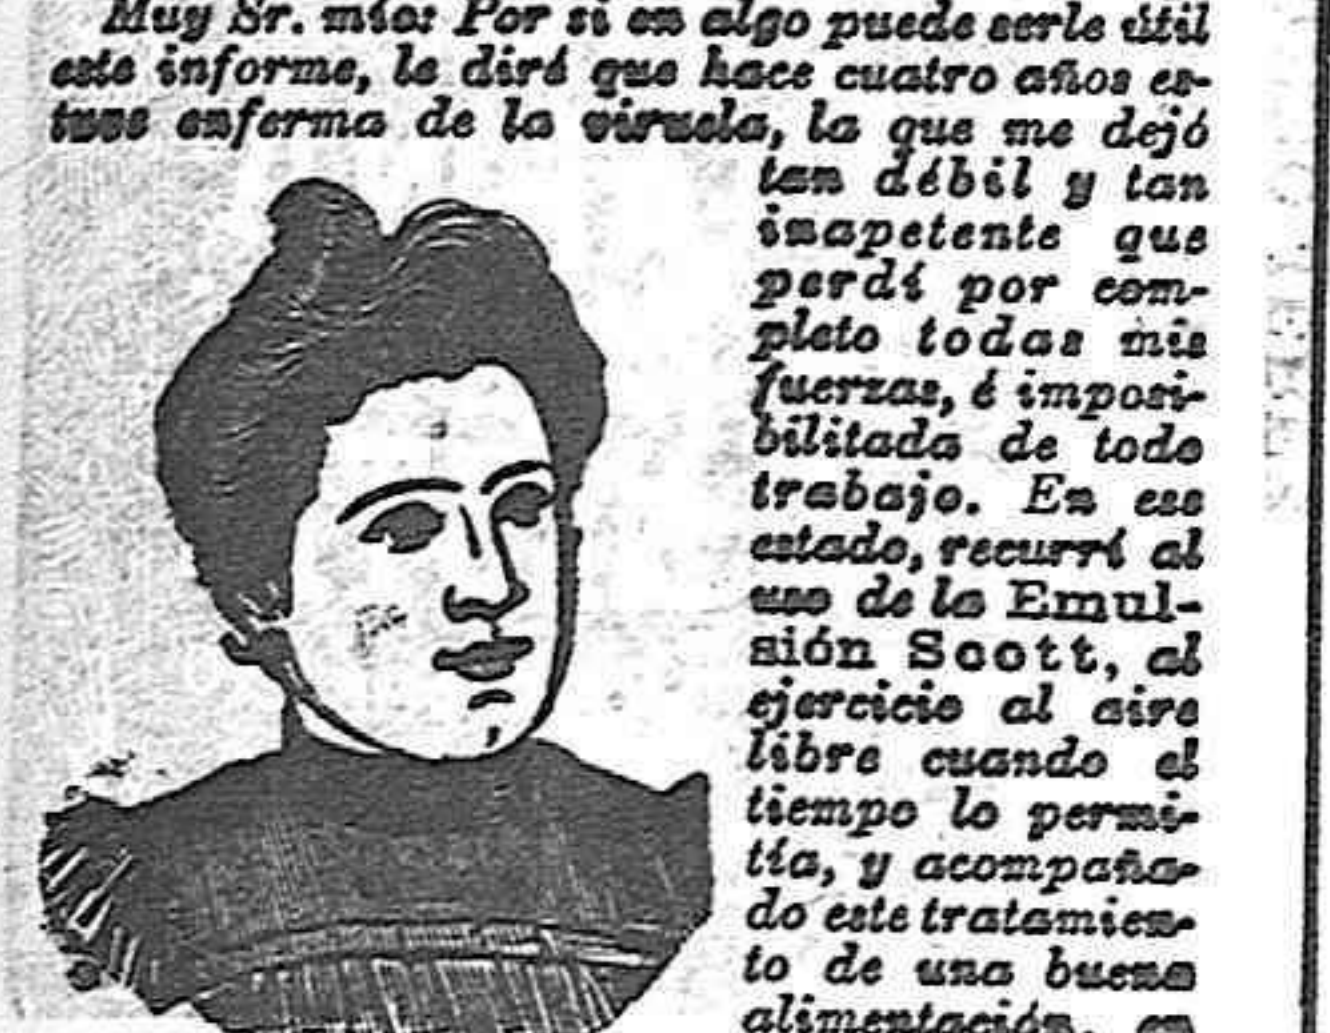 Muy Sr. mío: Por si en algo puede serle útil
este informe, le diré que hace cuatro años es-
tuve enferma de la viruela, la que me dejó
tan débil y tan
inapetente que
perdí por com-
pleto todas mis
fuerzas, é imposi-
bilitada de todo
trabajo. En ese
estado, recurrí al
uso de la Emul-
sión Scott, al
ejercicio al aire
libre cuando el
tiempo lo permi-
tía, y acompaña-
do este tratamien-
to de una buena
alimentación, en